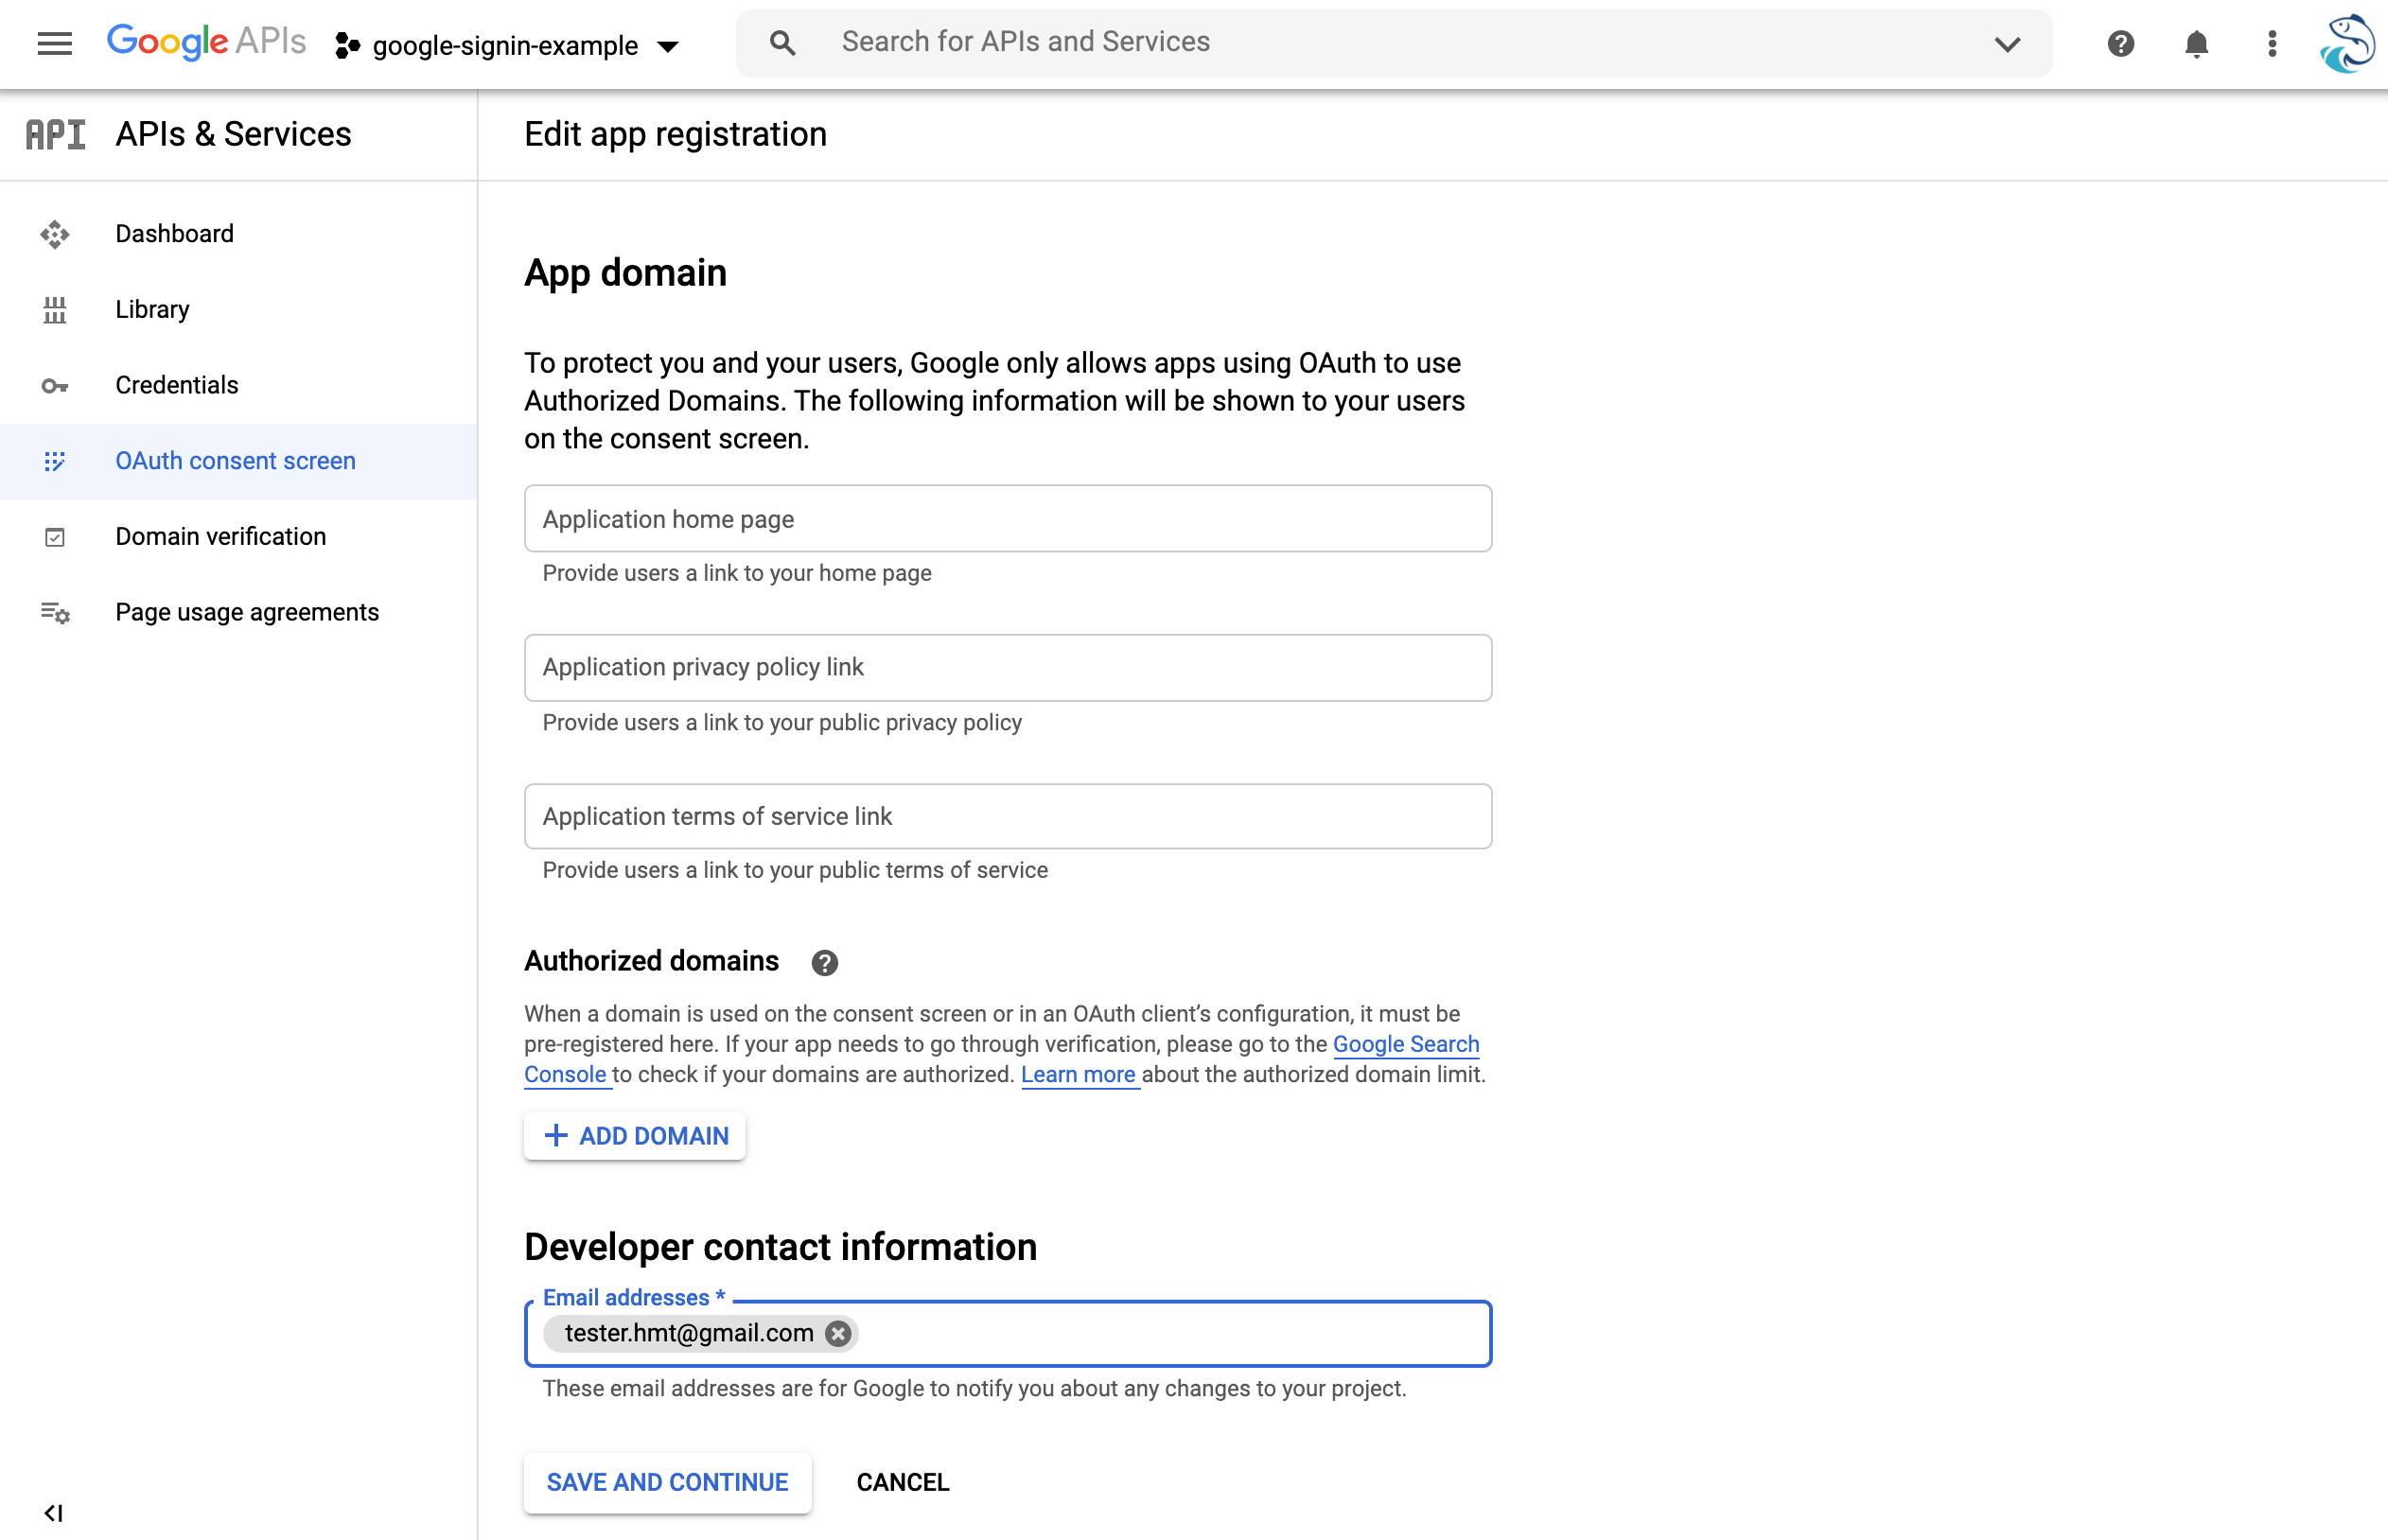 Google APIs
google-signin-example
Search for APIs and Services
API
APIs & Services
Edit app registration
Dashboard
Library
Credentials
OAuth consent screen
Domain verification
Page usage agreements
App domain
To protect you and your users, Google only allows apps using OAuth to use
Authorized Domains. The following information will be shown to your users
on the consent screen.
Application home page
Provide users a link to your home page
Application privacy policy link
Provide users a link to your public privacy policy
Application terms of service link
Provide users a link to your public terms of service
Authorized domains
When a domain is used on the consent screen or in an OAuth client’s configuration, it must be
pre-registered here. If your app needs to go through verification, please go to the Google Search
Console to check if your domains are authorized. Learn more about the authorized domain limit.
ADD DOMAIN
Developer contact information
Email addresses *
tester.hmt@gmail.com
These email addresses are for Google to notify you about any changes to your project.
SAVE AND CONTINUE
CANCEL